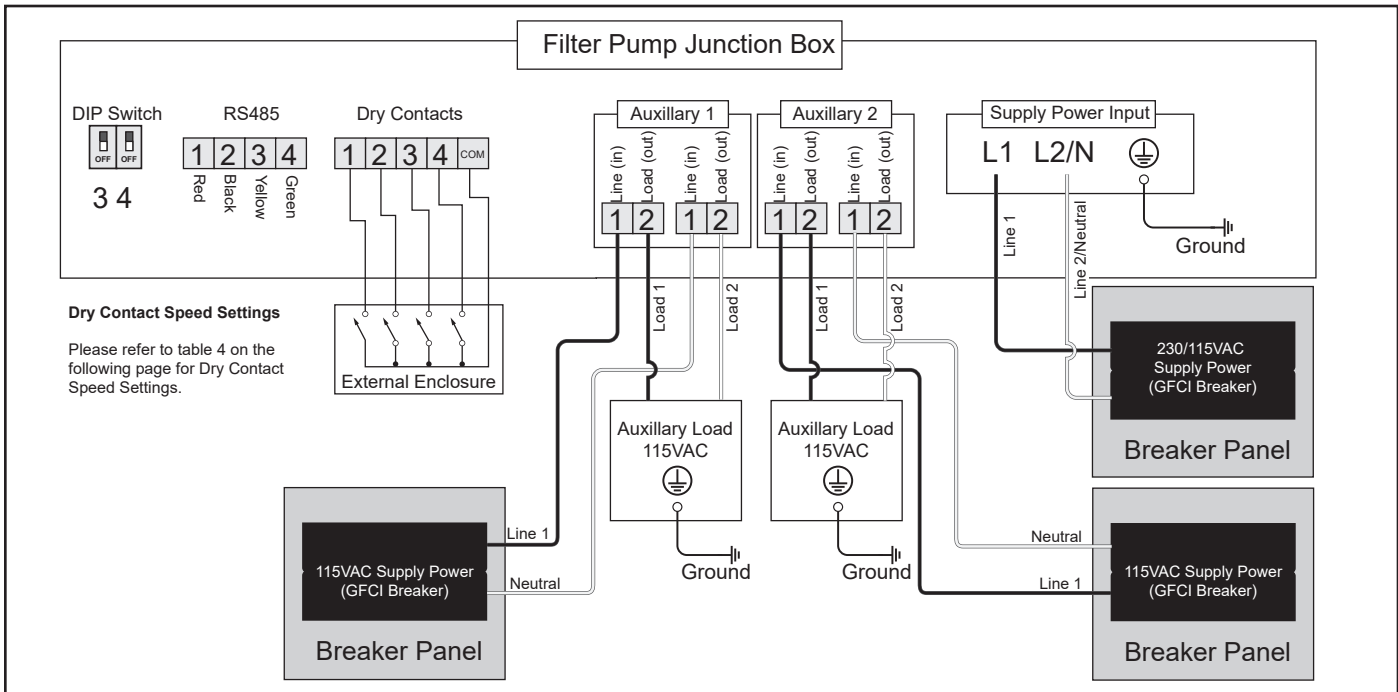 Filter Pump Junction Box
DIP Switch
OFF OFF
3 4
RS485
1 2 3 4
Red
Black
Yellow
Green
Dry Contacts
1 2 3 4 COM
External Enclosure
Auxillary 1
Line (in)
Load (out)
Line (in)
Load (out)
1 2
1 2
Load 1
Load 2
Auxillary 2
Line (in)
Load (out)
Line (in)
Load (out)
1 2
1 2
Load 1
Load 2
Supply Power Input
L1 L2/N
Line 1
Line 2/Neutral
Ground
Dry Contact Speed Settings
Please refer to table 4 on the
following page for Dry Contact
Speed Settings.
230/115VAC
Supply Power
(GFCI Breaker)
Breaker Panel
Auxillary Load
115VAC
Ground
Auxillary Load
115VAC
Ground
Line 1
Neutral
115VAC Supply Power
(GFCI Breaker)
Breaker Panel
Neutral
Line 1
115VAC Supply Power
(GFCI Breaker)
Breaker Panel